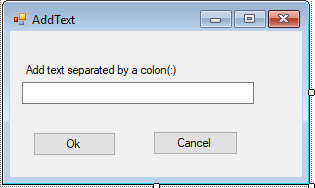 AddText
Add text separated by a colon(:)
Ok
Cancel